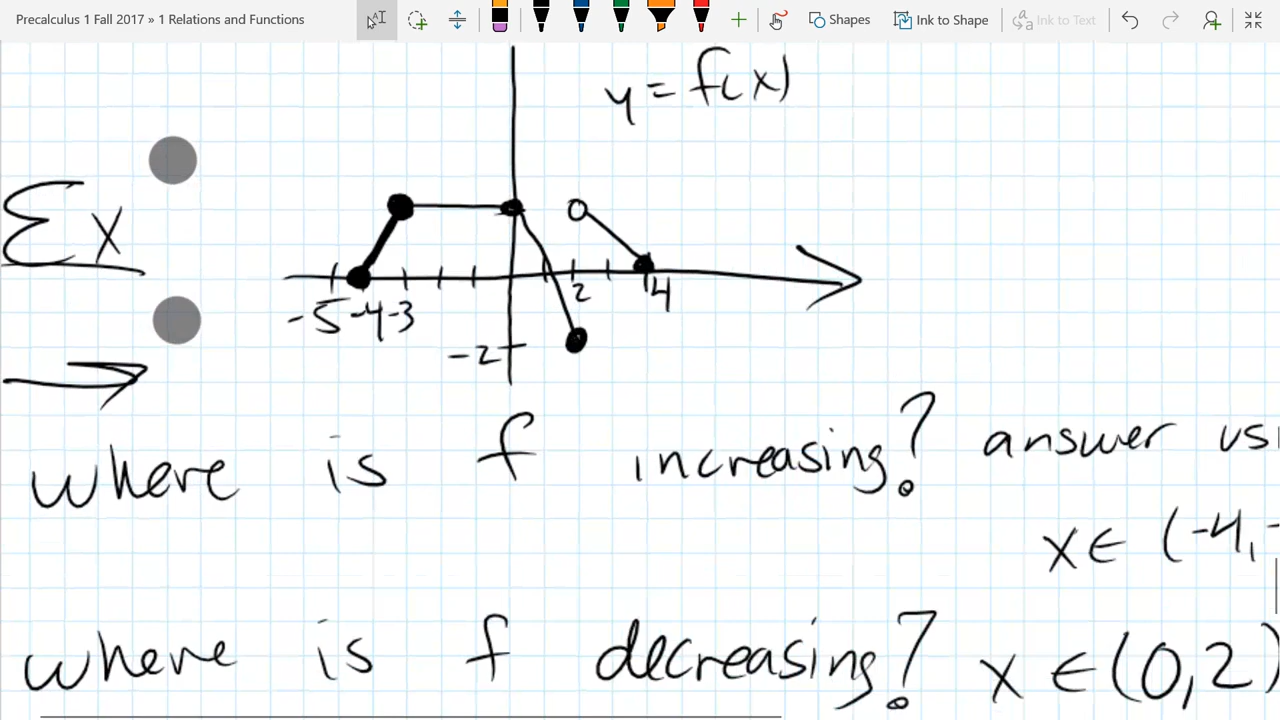 Precalculus 1 Fall 2017 » 1 Relations and Functions
Shapes
Ink to Shape
Ink to Text
y = f(x)
Ex
-5 -4 -3 2 4
-2
where is f increasing? answer usi
x ∈ (-4, -
where is f decreasing? x ∈ (0,2)